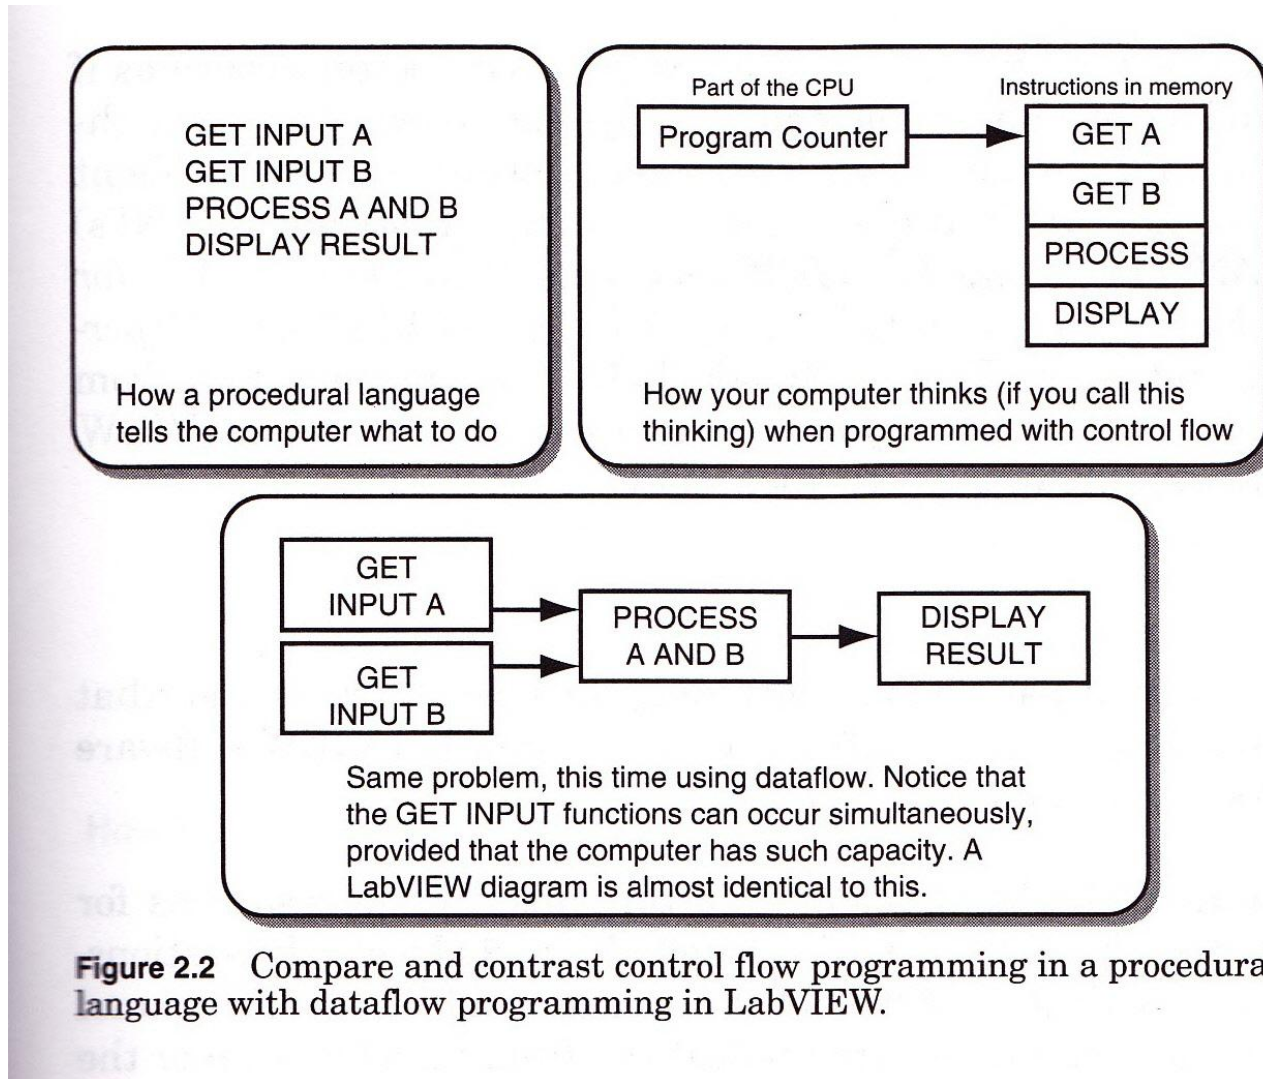 GET INPUT A
GET INPUT B
PROCESS A AND B
DISPLAY RESULT
How a procedural language
tells the computer what to do
Part of the CPU
Program Counter
Instructions in memory
GET A
GET B
PROCESS
DISPLAY
How your computer thinks (if you call this
thinking) when programmed with control flow
GET
INPUT A
GET
INPUT B
PROCESS
A AND B
DISPLAY
RESULT
Same problem, this time using dataflow. Notice that
the GET INPUT functions can occur simultaneously,
provided that the computer has such capacity. A
LabVIEW diagram is almost identical to this.
Figure 2.2 Compare and contrast control flow programming in a procedura
language with dataflow programming in LabVIEW.